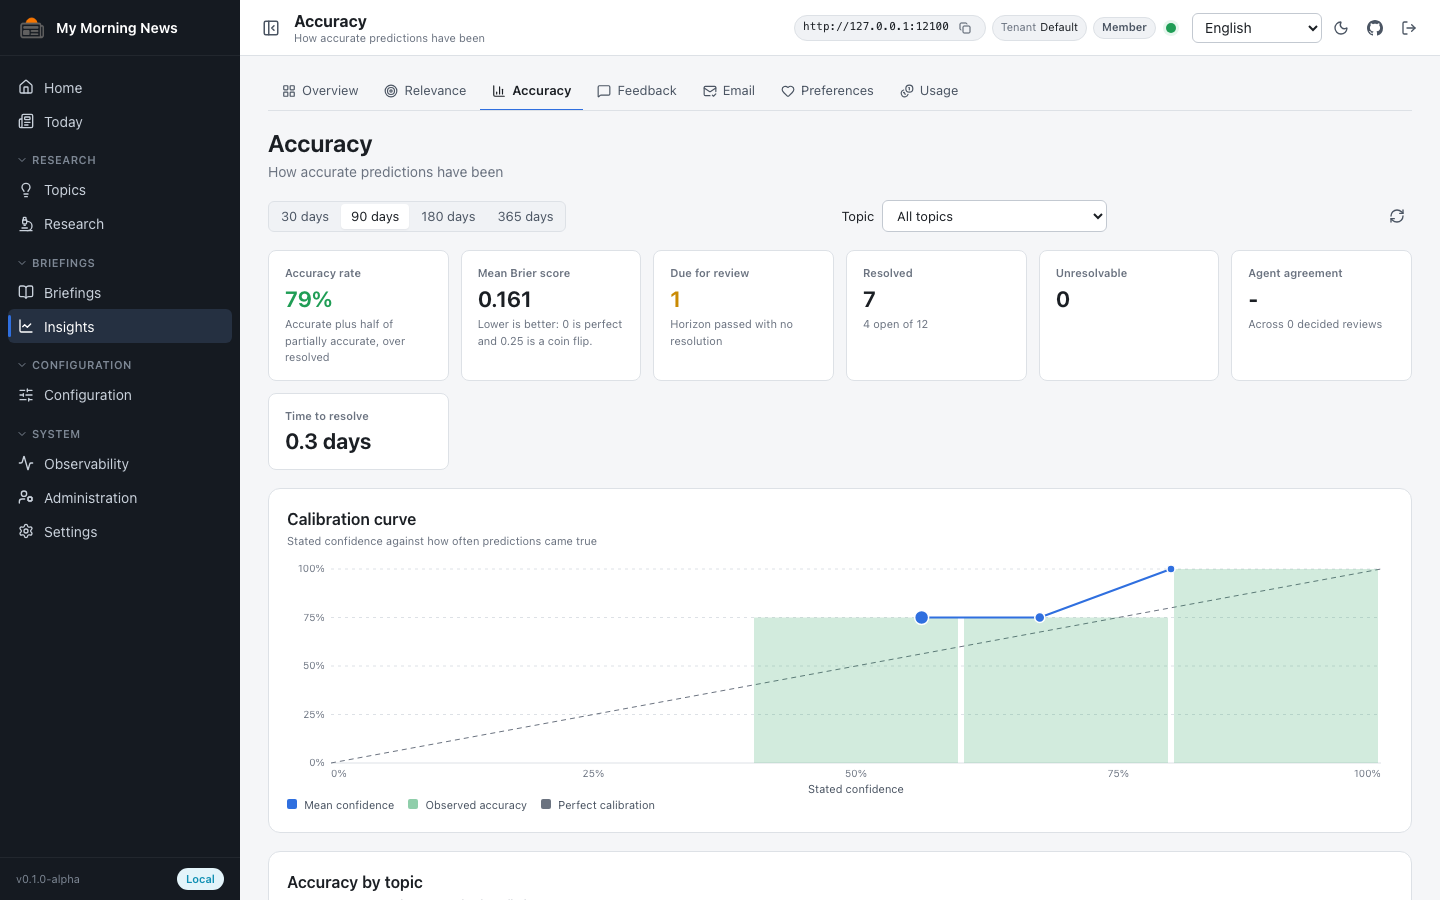 My Morning News
Accuracy
How accurate predictions have been
http://127.0.0.1:12100
Tenant Default
Member
English
Home
Today
RESEARCH
Topics
Research
BRIEFINGS
Briefings
Insights
CONFIGURATION
Configuration
SYSTEM
Observability
Administration
Settings
v0.1.0-alpha
Local
Overview
Relevance
Accuracy
Feedback
Email
Preferences
Usage
Accuracy
How accurate predictions have been
30 days
90 days
180 days
365 days
Topic
All topics
Accuracy rate
79%
Accurate plus half of
partially accurate, over
resolved
Mean Brier score
0.161
Lower is better: 0 is perfect
and 0.25 is a coin flip.
Due for review
1
Horizon passed with no
resolution
Resolved
7
4 open of 12
Unresolvable
0
Agent agreement
-
Across 0 decided reviews
Time to resolve
0.3 days
Calibration curve
Stated confidence against how often predictions came true
100%
75%
50%
25%
0%
0%
25%
50%
75%
100%
Stated confidence
Mean confidence
Observed accuracy
Perfect calibration
Accuracy by topic